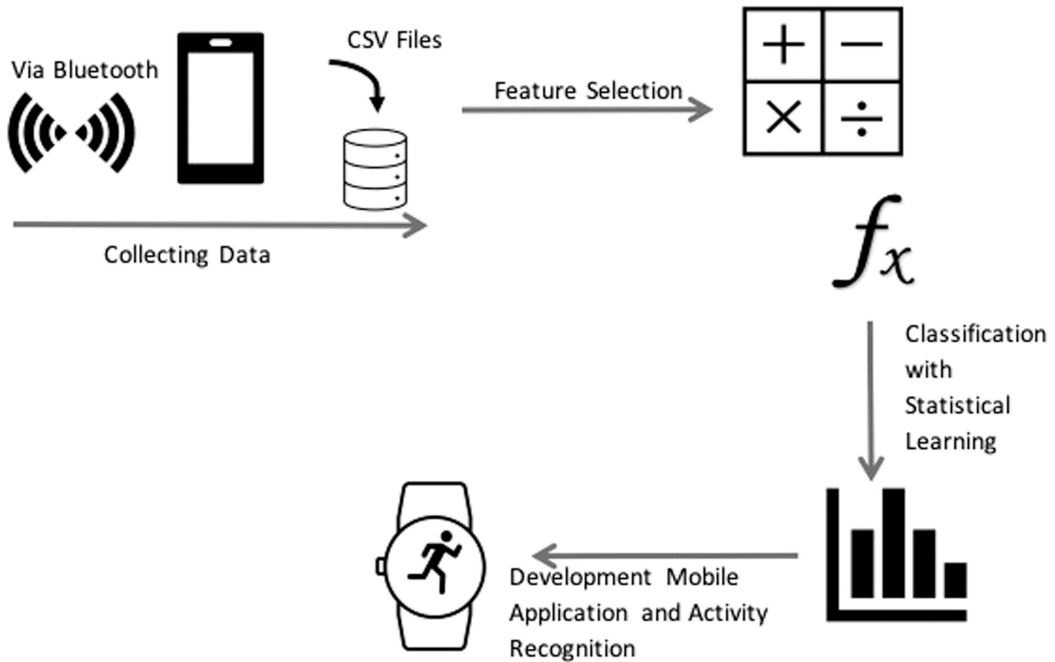 CSV Files
Via Bluetooth
Feature Selection
Collecting Data
+ −
× ÷
fx
Classification
with
Statistical
Learning
Development Mobile
Application and Activity
Recognition